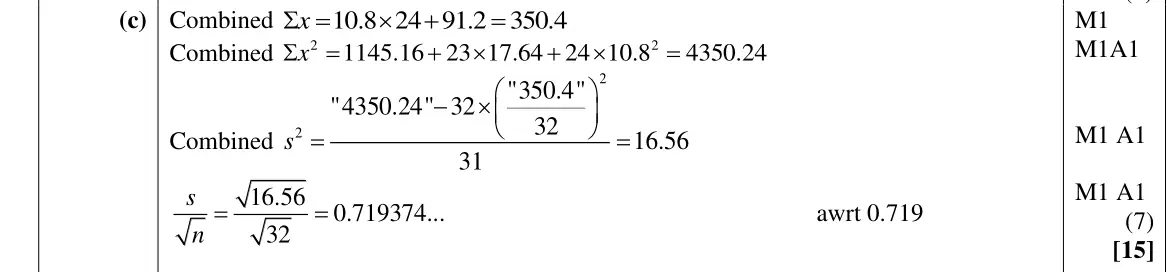 (c) Combined Σx = 10.8 × 24 + 91.2 = 350.4 M1
Combined Σx² = 1145.16 + 23 × 17.64 + 24 × 10.8² = 4350.24 M1A1
Combined s² = ("4350.24" − 32 × ("350.4" / 32)²) / 31 = 16.56 M1 A1
s/√n = √16.56/√32 = 0.719374... awrt 0.719 M1 A1
(7)
[15]